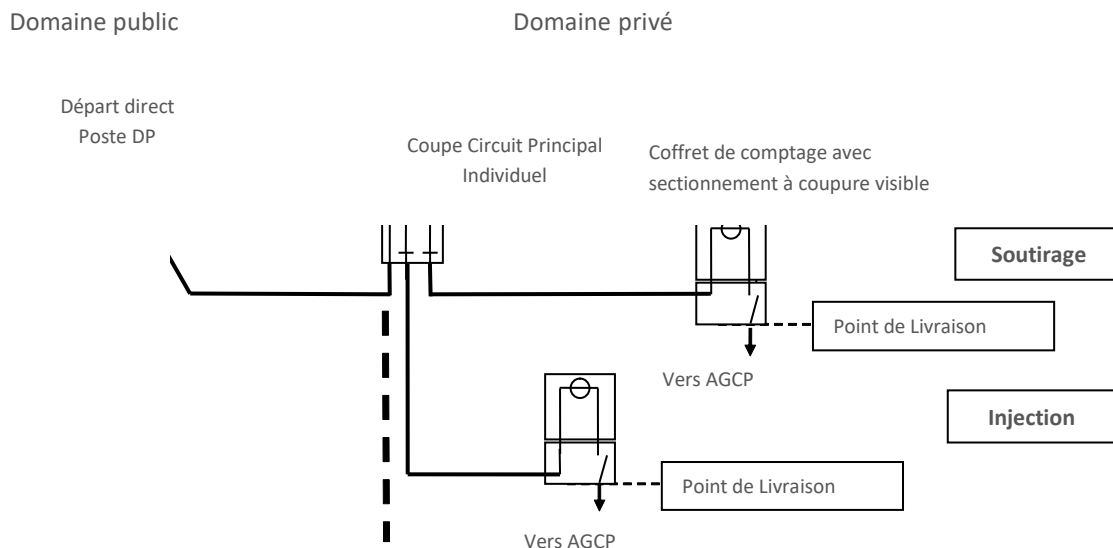 Domaine public
Domaine privé
Départ direct
Poste DP
Coupe Circuit Principal
Individuel
Coffret de comptage avec
sectionnement à coupure visible
Soutirage
Point de Livraison
Vers AGCP
Injection
Point de Livraison
Vers AGCP